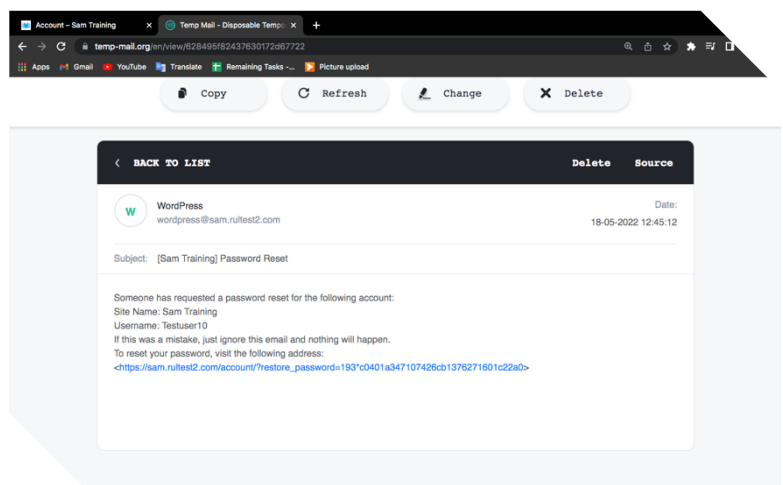 Account – Sam Training
Temp Mail - Disposable Tempo
temp-mail.org/en/view/628495f82437630172d67722
Apps
Gmail
YouTube
Translate
Remaining Tasks -...
Picture upload
Copy
Refresh
Change
Delete
BACK TO LIST
Delete
Source
W
WordPress
wordpress@sam.rultest2.com
Date:
18-05-2022 12:45:12
Subject: [Sam Training] Password Reset
Someone has requested a password reset for the following account:
Site Name: Sam Training
Username: Testuser10
If this was a mistake, just ignore this email and nothing will happen.
To reset your password, visit the following address:
<https://sam.rultest2.com/account/?restore_password=193*c0401a347107426cb1376271601c22a0>